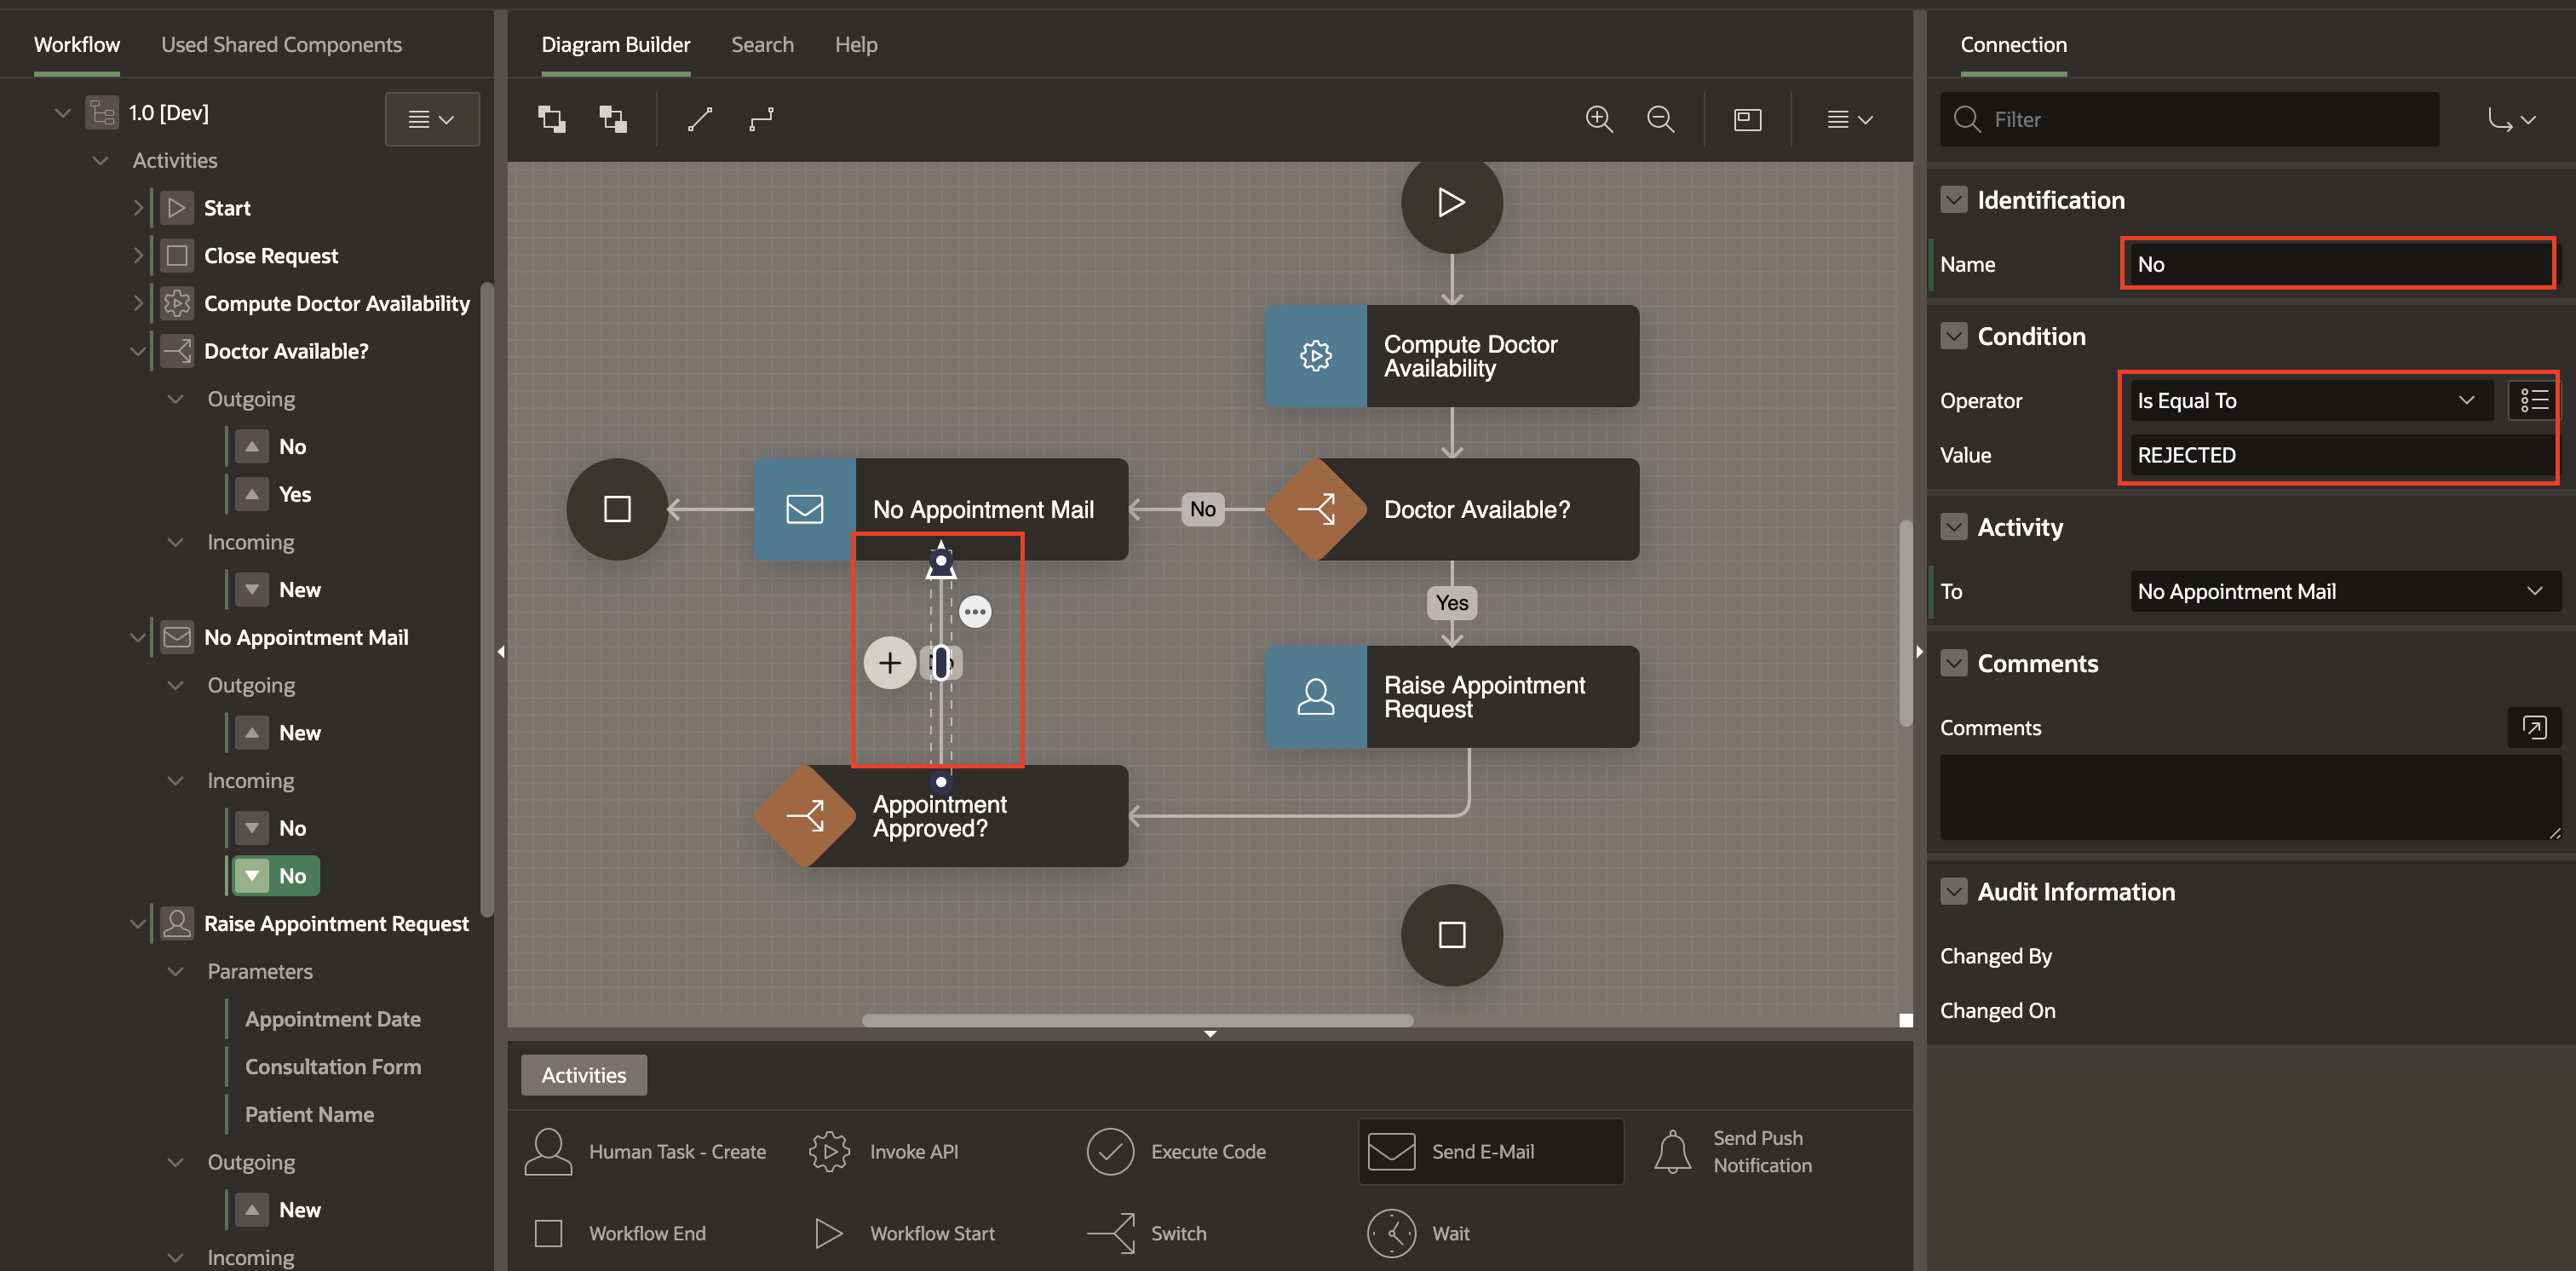 Workflow
Used Shared Components
1.0 [Dev]
Activities
Start
Close Request
Compute Doctor Availability
Doctor Available?
Outgoing
No
Yes
Incoming
New
No Appointment Mail
Outgoing
New
Incoming
No
No
Raise Appointment Request
Parameters
Appointment Date
Consultation Form
Patient Name
Outgoing
New
Incoming
Diagram Builder
Search
Help
Compute Doctor
Availability
No Appointment Mail
No
Doctor Available?
Yes
Raise Appointment
Request
Appointment
Approved?
Activities
Human Task - Create
Invoke API
Execute Code
Send E-Mail
Send Push
Notification
Workflow End
Workflow Start
Switch
Wait
Connection
Filter
Identification
Name
No
Condition
Operator
Is Equal To
Value
REJECTED
Activity
To
No Appointment Mail
Comments
Comments
Audit Information
Changed By
Changed On